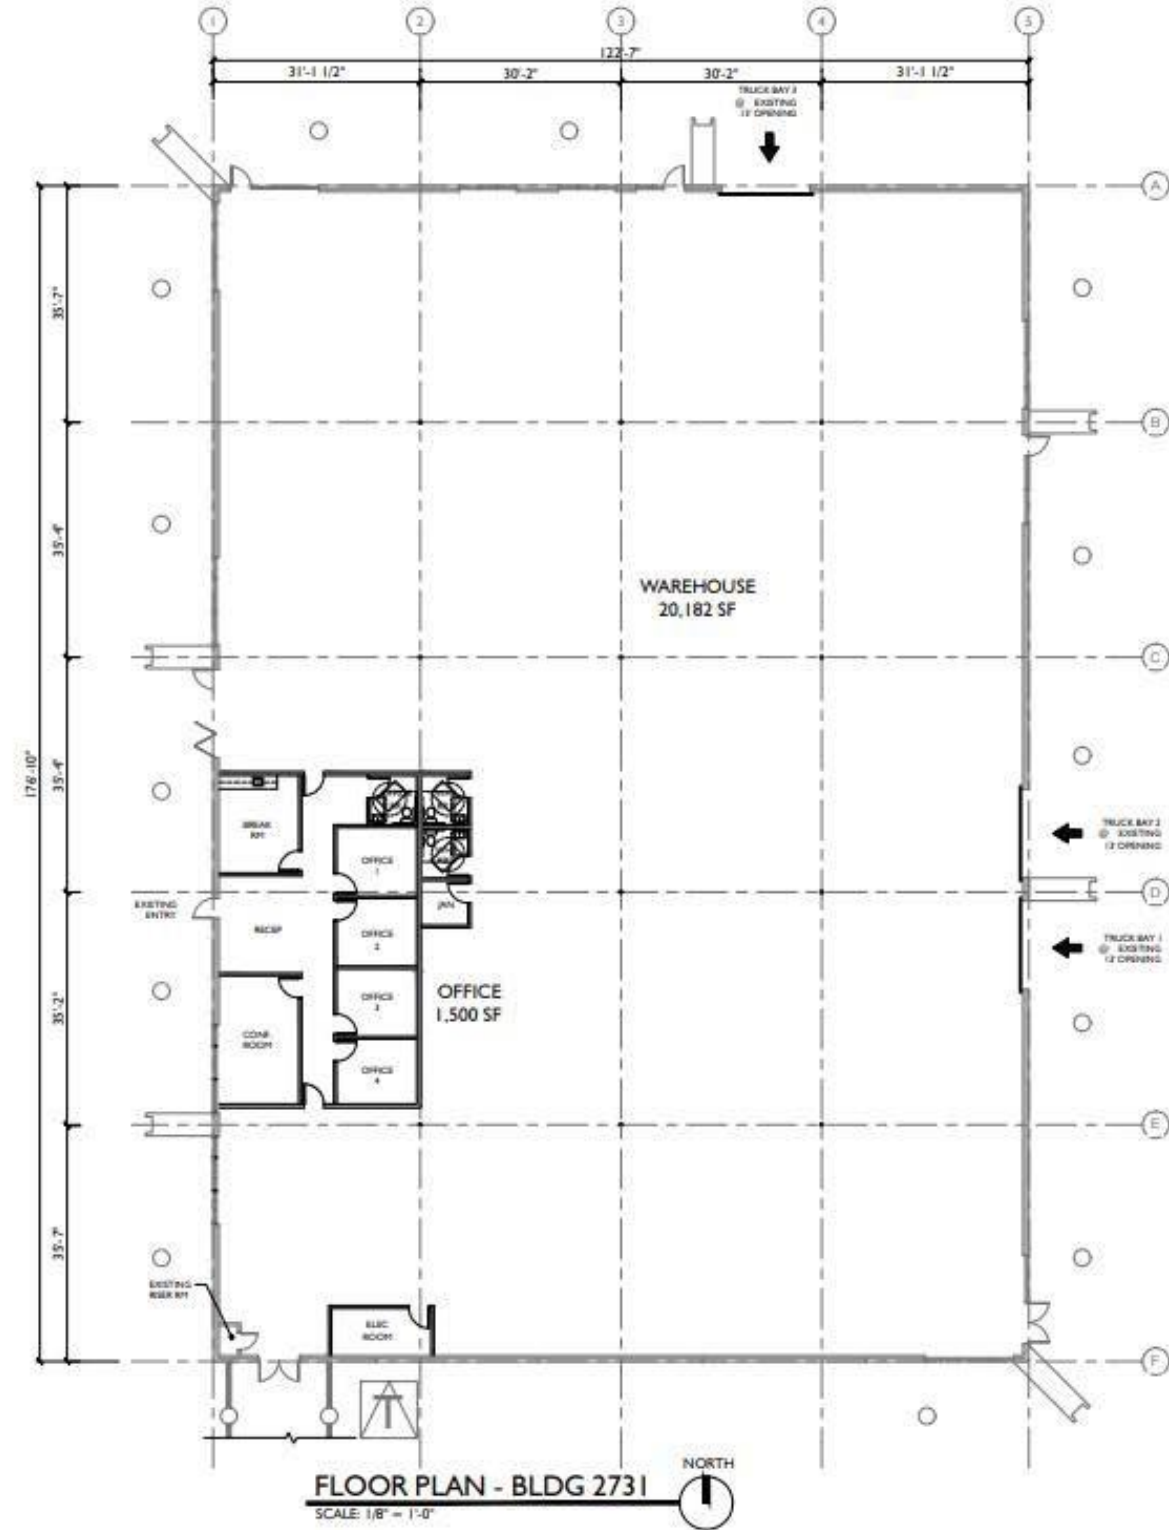 1 2 3 4 5
122'-7"
31'-1 1/2" 30'-2" 30'-2" 31'-1 1/2"
TRUCK BAY 3
@ EXISTING
12' OPENING
A
35'-7"
B
35'-4"
WAREHOUSE
20,182 SF
C
176'-10"
35'-4"
BREAK
RM
OFFICE
1
TRUCK BAY 2
@ EXISTING
12' OPENING
D
EXISTING
ENTRY
JAN
RECEP
OFFICE
2
TRUCK BAY 1
@ EXISTING
12' OPENING
35'-2"
OFFICE
3
OFFICE
1,500 SF
CONF.
ROOM
OFFICE
4
E
35'-7"
EXISTING
RISER RM
ELEC
ROOM
F
NORTH
FLOOR PLAN - BLDG 2731
SCALE: 1/8" = 1'-0"